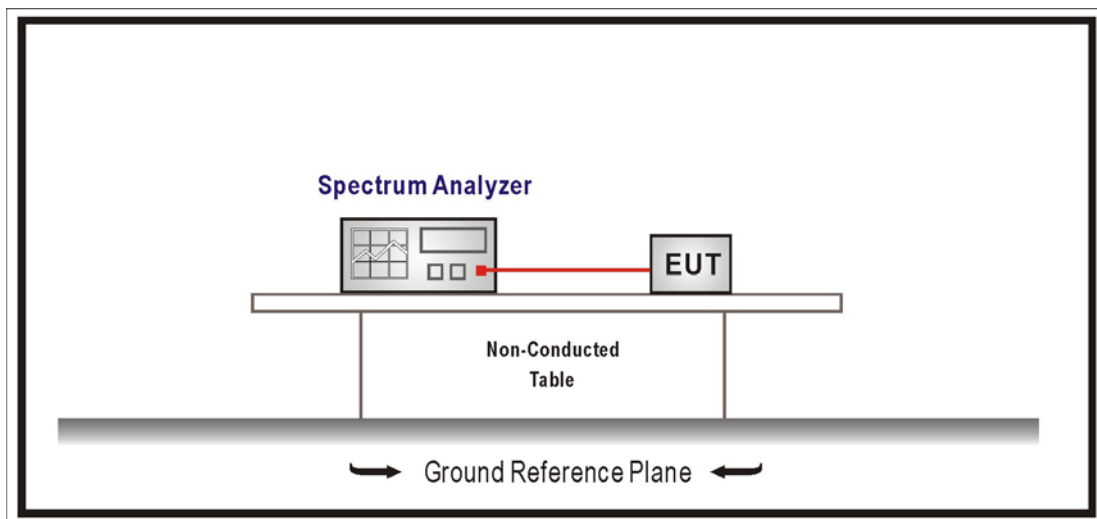 Spectrum Analyzer
EUT
Non-Conducted
Table
Ground Reference Plane